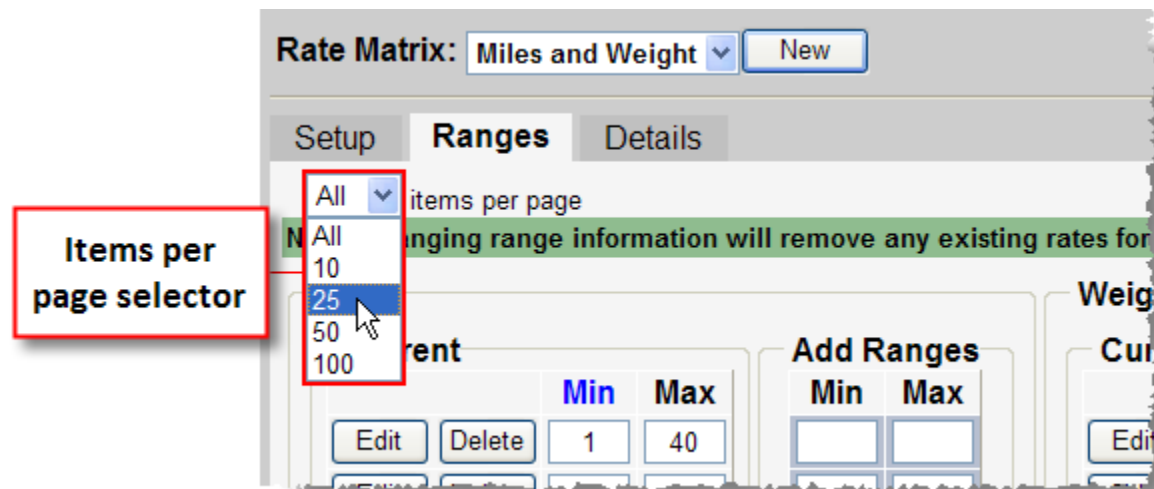 Rate Matrix: Miles and Weight New
Setup Ranges Details
All items per page
anging range information will remove any existing rates for
All
10
25
50
100
Items per
page selector
Weig
rent Add Ranges Cur
Min Max Min Max
Edit Delete 1 40 Edi